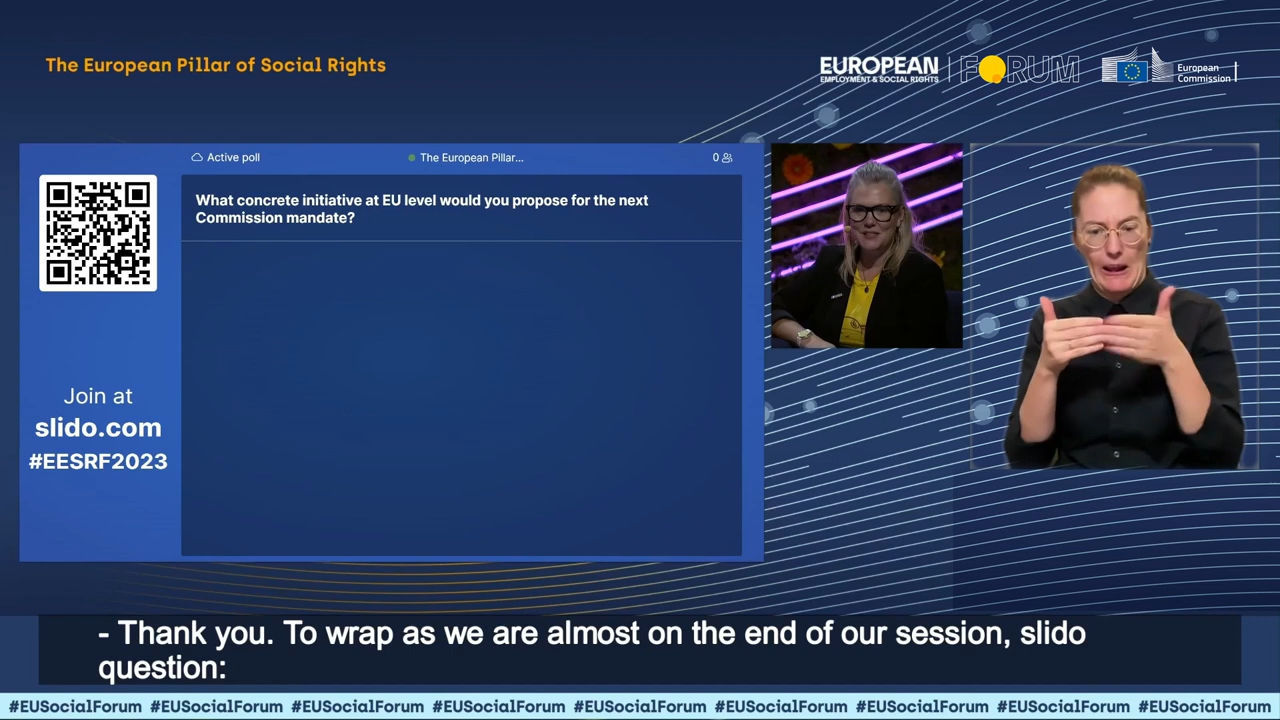 The European Pillar of Social Rights
EUROPEAN
EMPLOYMENT & SOCIAL RIGHTS
FORUM
European
Commission
Active poll
The European Pillar...
0
What concrete initiative at EU level would you propose for the next
Commission mandate?
Join at
slido.com
#EESRF2023
- Thank you. To wrap as we are almost on the end of our session, slido
question:
#EUSocialForum #EUSocialForum #EUSocialForum #EUSocialForum #EUSocialForum #EUSocialForum #EUSocialForum #EUSocialForum #EUSocialForum